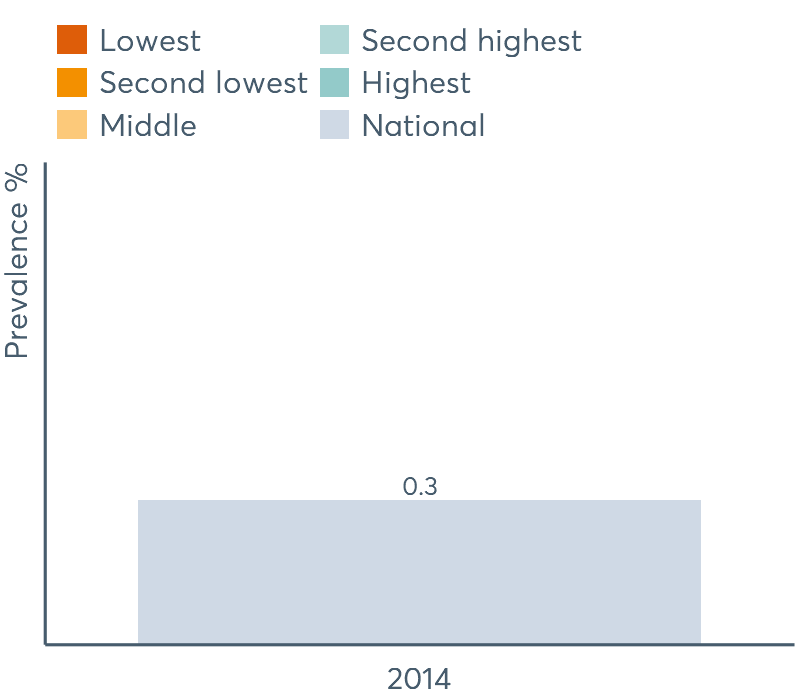 Lowest
Second lowest
Middle
Second highest
Highest
National
Prevalence %
0.3
2014